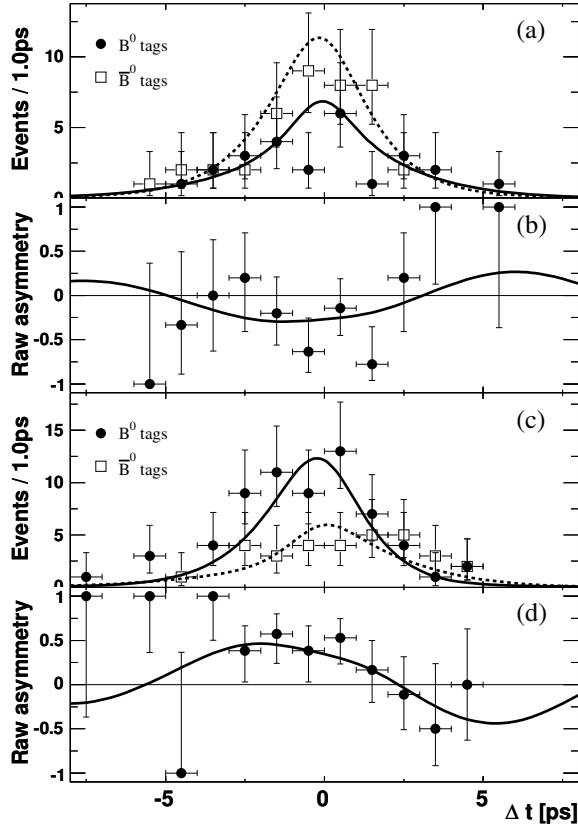 (a)
B⁰ tags
B̅⁰ tags
Events / 1.0ps
10
5
0
(b)
Raw asymmetry
1
0.5
0
-0.5
-1
(c)
B⁰ tags
B̅⁰ tags
Events / 1.0ps
15
10
5
0
(d)
Raw asymmetry
1
0.5
0
-0.5
-1
-5 0 5
Δ t [ps]